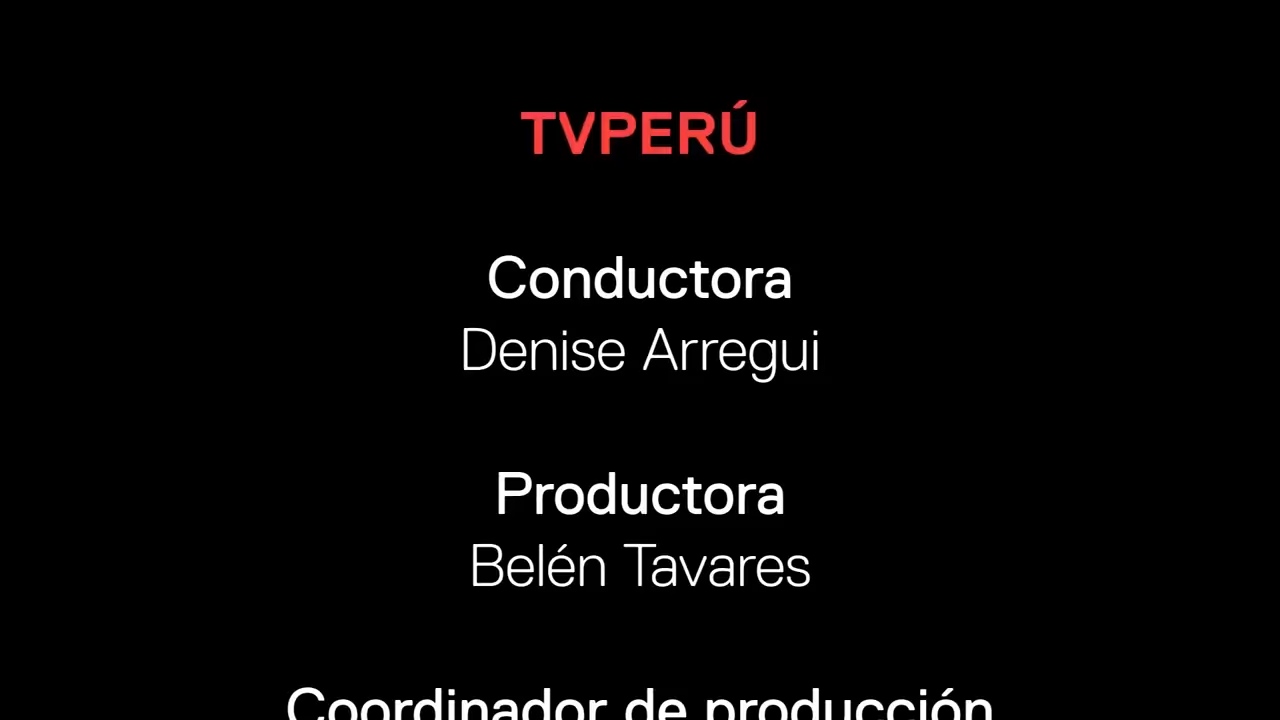 TVPERÚ
Conductora
Denise Arregui
Productora
Belén Tavares
Coordinador de producción